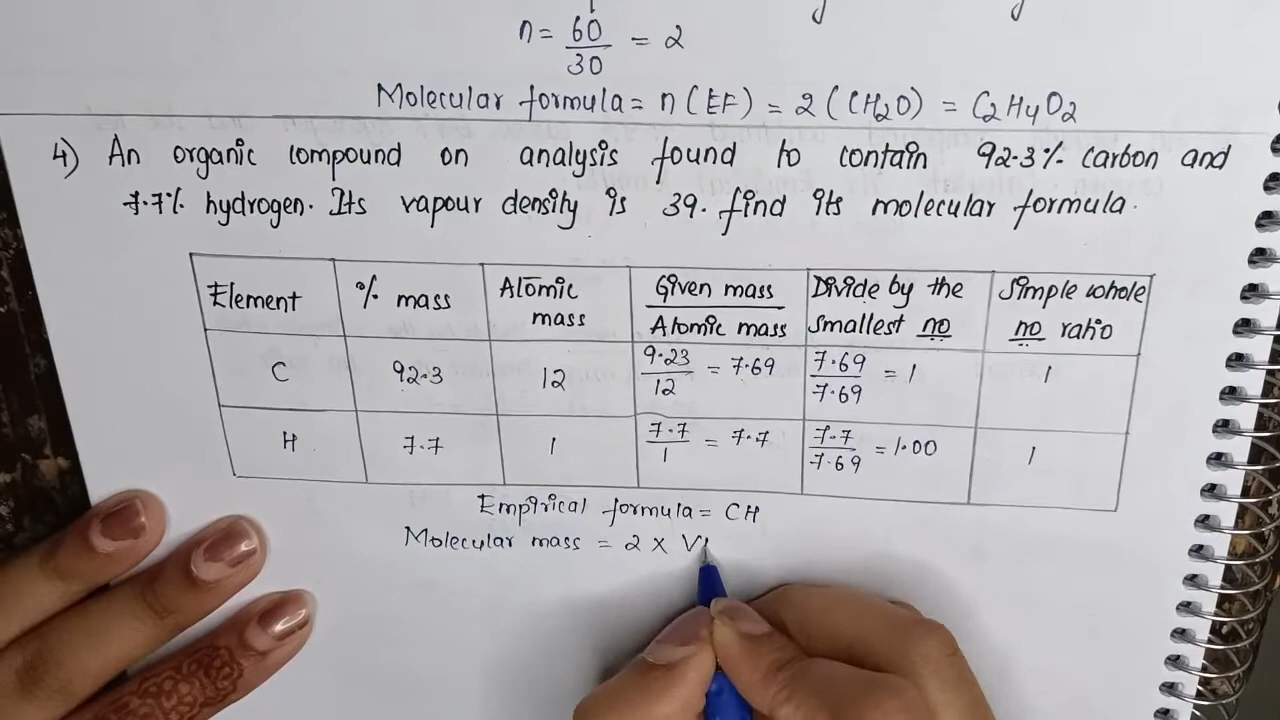 n = 60/30 = 2
Molecular formula = n (EF) = 2 (CH2O) = C2H4O2
4) An organic compound on analysis found to contain 92.3% carbon and
7.7% hydrogen. Its vapour density is 39. find its molecular formula.
Element | % mass | Atomic mass | Given mass / Atomic mass | Divide by the smallest no | Simple whole no ratio
C | 92.3 | 12 | 9.23/12 = 7.69 | 7.69/7.69 = 1 | 1
H | 7.7 | 1 | 7.7/1 = 7.7 | 7.7/7.69 = 1.00 | 1
Empirical formula = CH
Molecular mass = 2 X V